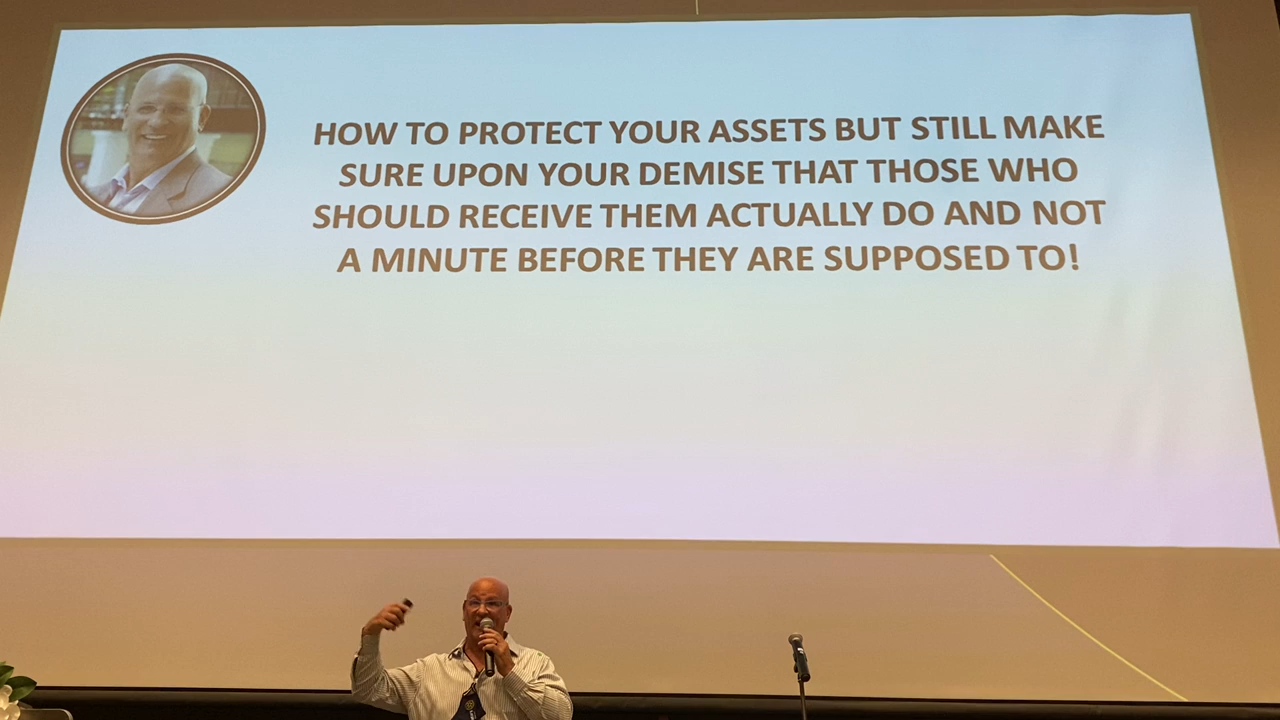 HOW TO PROTECT YOUR ASSETS BUT STILL MAKE
SURE UPON YOUR DEMISE THAT THOSE WHO
SHOULD RECEIVE THEM ACTUALLY DO AND NOT
A MINUTE BEFORE THEY ARE SUPPOSED TO!